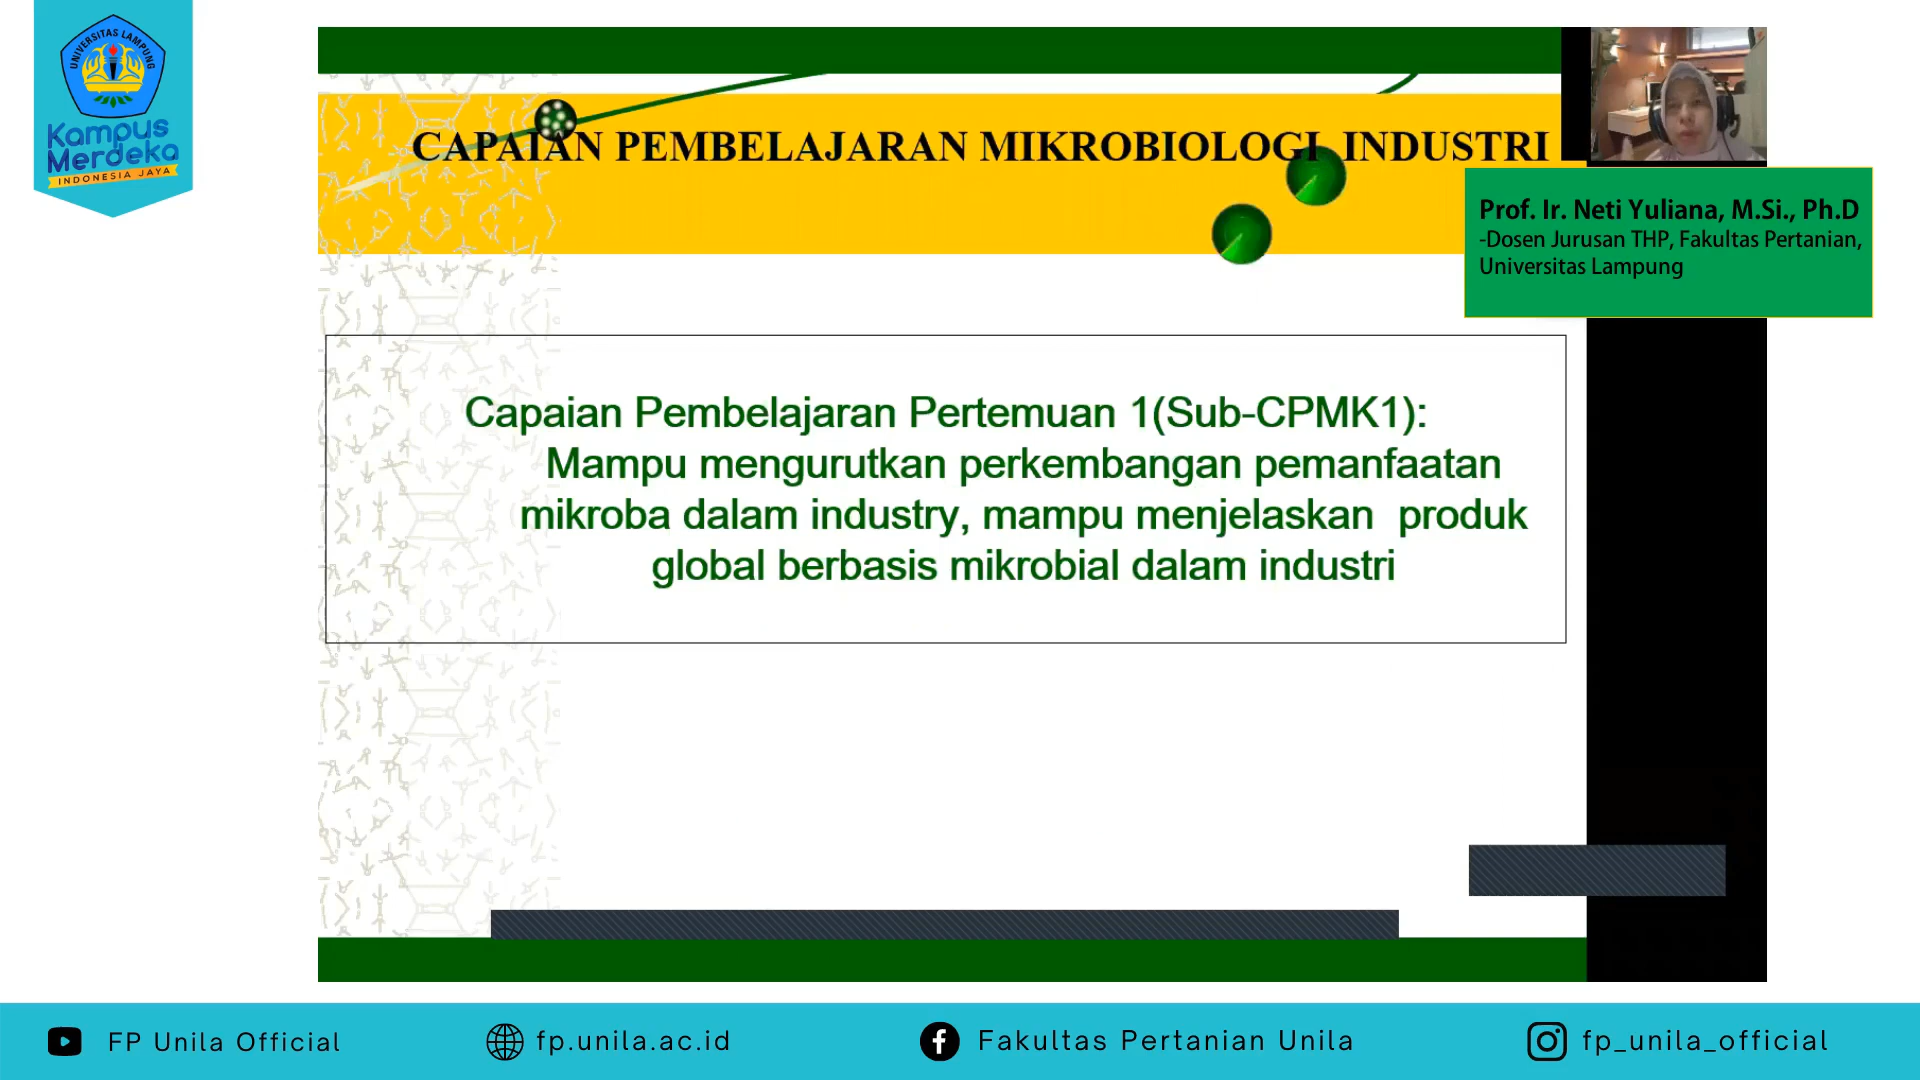 UNIVERSITAS LAMPUNG
Kampus
Merdeka
INDONESIA JAYA
CAPAIAN PEMBELAJARAN MIKROBIOLOGI INDUSTRI
Prof. Ir. Neti Yuliana, M.Si., Ph.D
-Dosen Jurusan THP, Fakultas Pertanian,
Universitas Lampung
Capaian Pembelajaran Pertemuan 1(Sub-CPMK1):
Mampu mengurutkan perkembangan pemanfaatan
mikroba dalam industry, mampu menjelaskan produk
global berbasis mikrobial dalam industri
FP Unila Official
fp.unila.ac.id
Fakultas Pertanian Unila
fp_unila_official